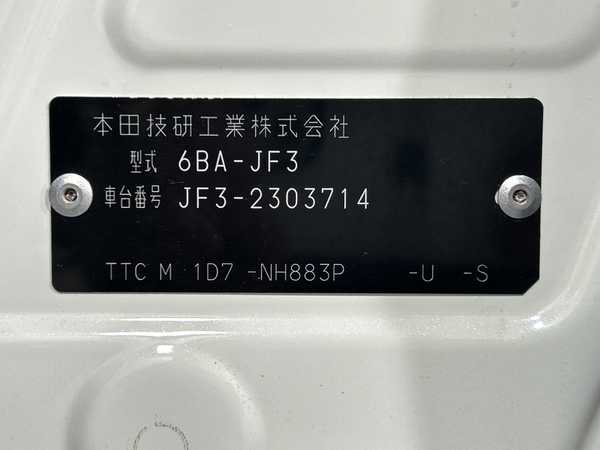 本田技研工業株式会社
型式 6BA-JF3
車台番号 JF3-2303714
TTC M 1D7 -NH883P -U -S